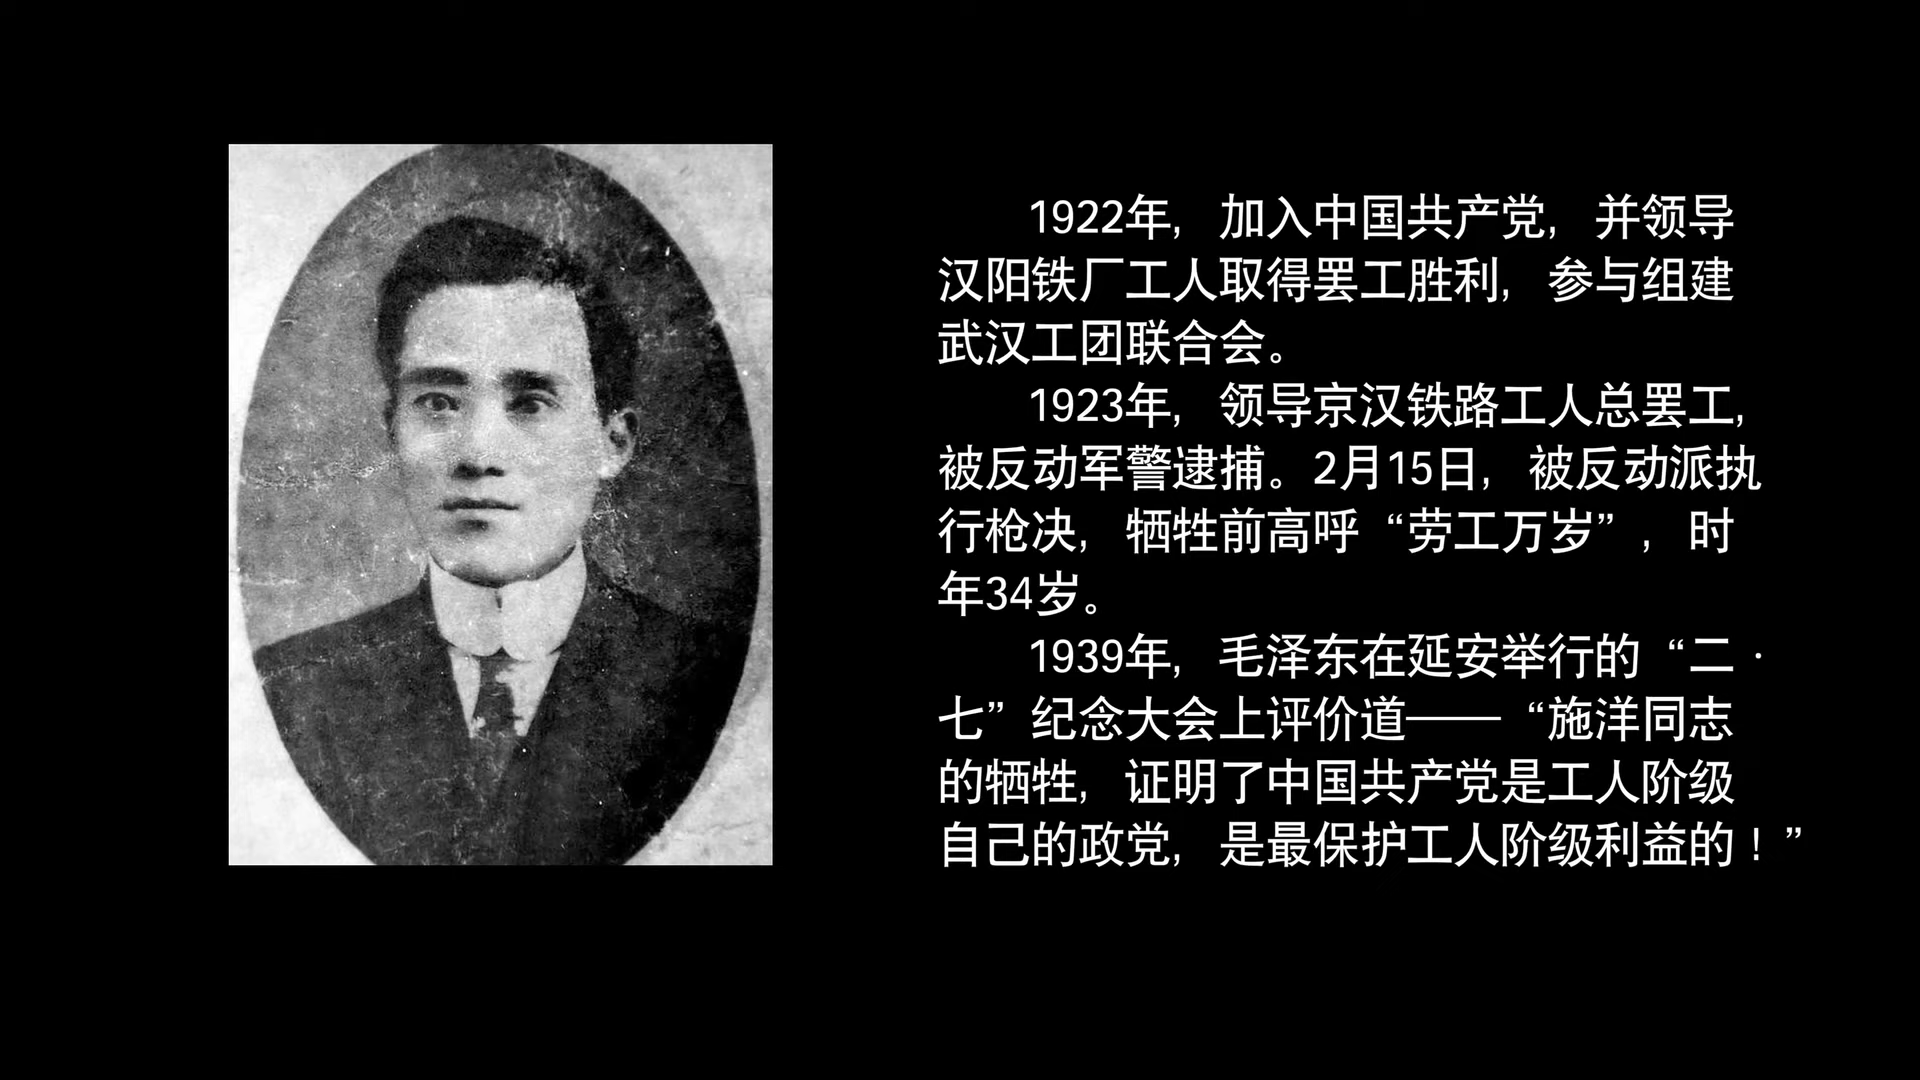 1922年，加入中国共产党，并领导
汉阳铁厂工人取得罢工胜利，参与组建
武汉工团联合会。
1923年，领导京汉铁路工人总罢工，
被反动军警逮捕。2月15日，被反动派执
行枪决，牺牲前高呼“劳工万岁”，时
年34岁。
1939年，毛泽东在延安举行的“二·
七”纪念大会上评价道——“施洋同志
的牺牲，证明了中国共产党是工人阶级
自己的政党，是最保护工人阶级利益的！”